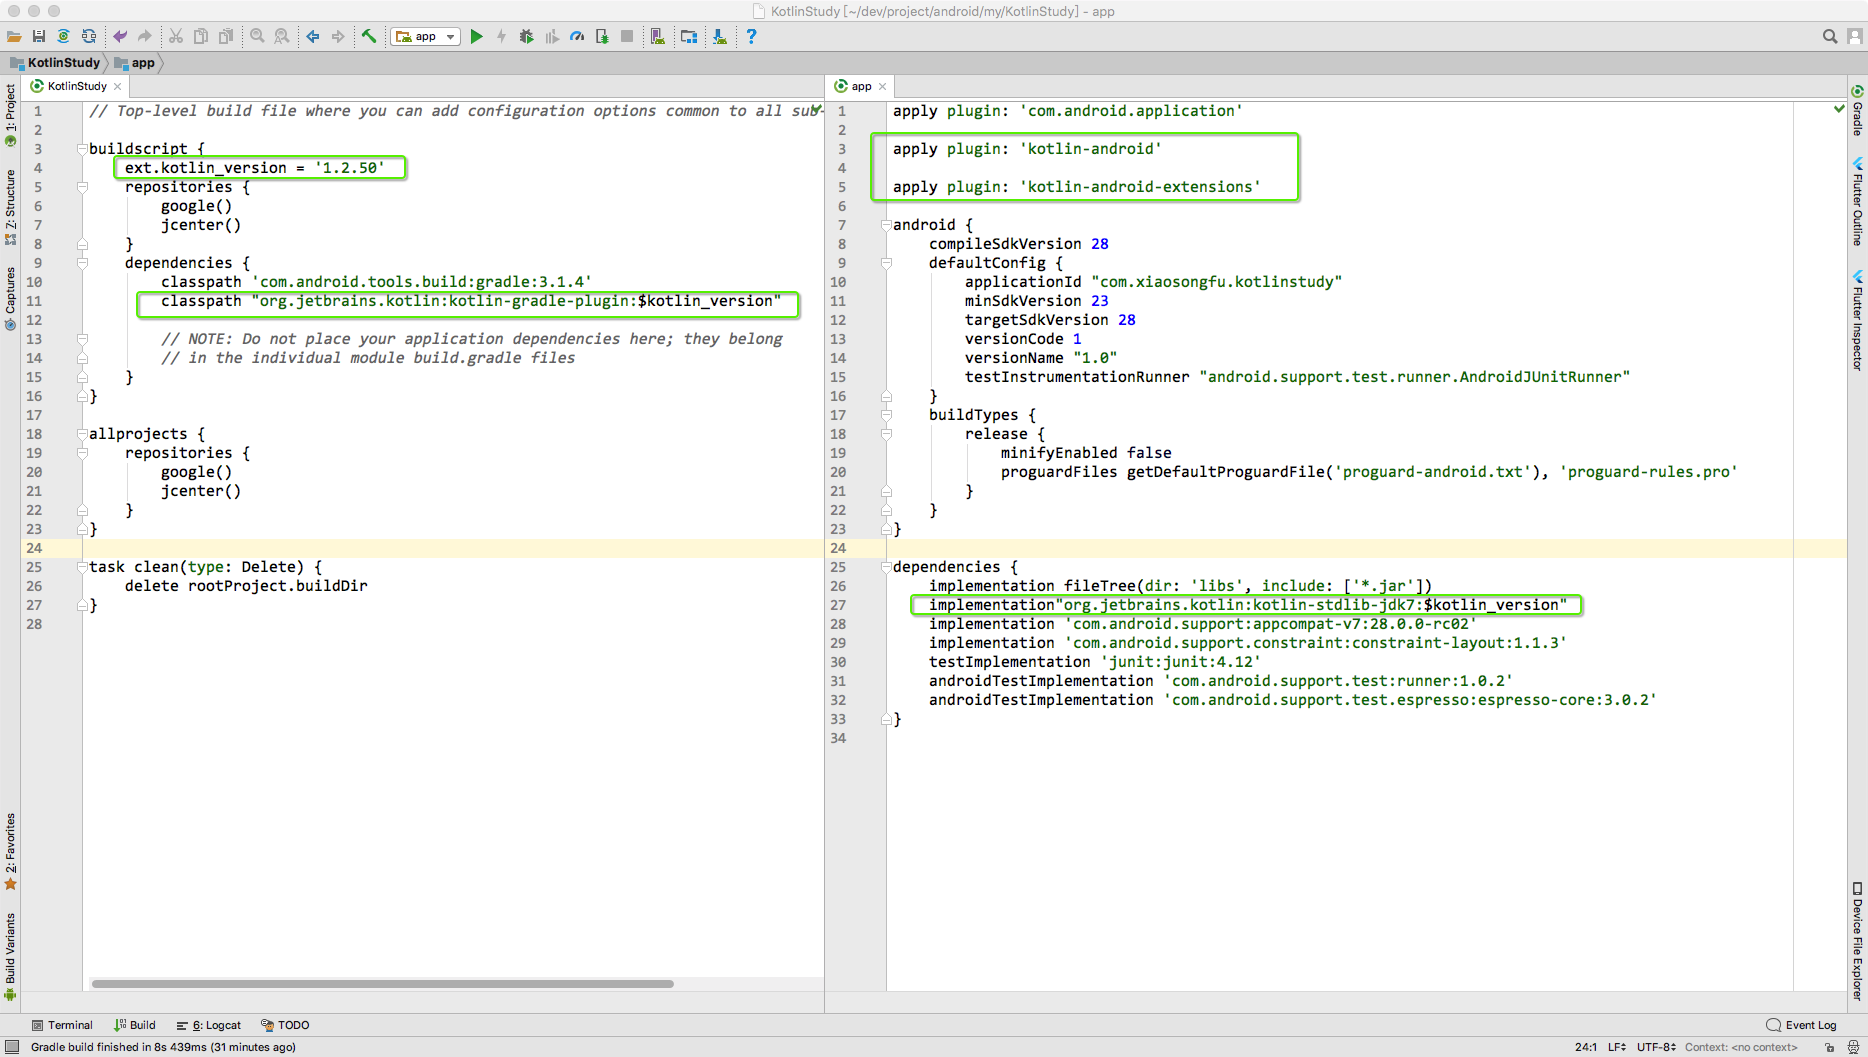 KotlinStudy [~/dev/project/android/my/KotlinStudy] - app
app
KotlinStudy
app
KotlinStudy
app
1: Project
Z: Structure
Captures
2: Favorites
Build Variants
1 // Top-level build file where you can add configuration options common to all sub-
2
3 buildscript {
4 ext.kotlin_version = '1.2.50'
5 repositories {
6 google()
7 jcenter()
8 }
9 dependencies {
10 classpath 'com.android.tools.build:gradle:3.1.4'
11 classpath "org.jetbrains.kotlin:kotlin-gradle-plugin:$kotlin_version"
12
13 // NOTE: Do not place your application dependencies here; they belong
14 // in the individual module build.gradle files
15 }
16 }
17
18 allprojects {
19 repositories {
20 google()
21 jcenter()
22 }
23 }
24
25 task clean(type: Delete) {
26 delete rootProject.buildDir
27 }
28
1 apply plugin: 'com.android.application'
2
3 apply plugin: 'kotlin-android'
4
5 apply plugin: 'kotlin-android-extensions'
6
7 android {
8 compileSdkVersion 28
9 defaultConfig {
10 applicationId "com.xiaosongfu.kotlinstudy"
11 minSdkVersion 23
12 targetSdkVersion 28
13 versionCode 1
14 versionName "1.0"
15 testInstrumentationRunner "android.support.test.runner.AndroidJUnitRunner"
16 }
17 buildTypes {
18 release {
19 minifyEnabled false
20 proguardFiles getDefaultProguardFile('proguard-android.txt'), 'proguard-rules.pro'
21 }
22 }
23 }
24
25 dependencies {
26 implementation fileTree(dir: 'libs', include: ['*.jar'])
27 implementation"org.jetbrains.kotlin:kotlin-stdlib-jdk7:$kotlin_version"
28 implementation 'com.android.support:appcompat-v7:28.0.0-rc02'
29 implementation 'com.android.support.constraint:constraint-layout:1.1.3'
30 testImplementation 'junit:junit:4.12'
31 androidTestImplementation 'com.android.support.test:runner:1.0.2'
32 androidTestImplementation 'com.android.support.test.espresso:espresso-core:3.0.2'
33 }
34
Gradle
Flutter Outline
Flutter Inspector
Device File Explorer
Terminal
Build
6: Logcat
TODO
Event Log
Gradle build finished in 8s 439ms (31 minutes ago)
24:1 LF UTF-8 Context: <no context>